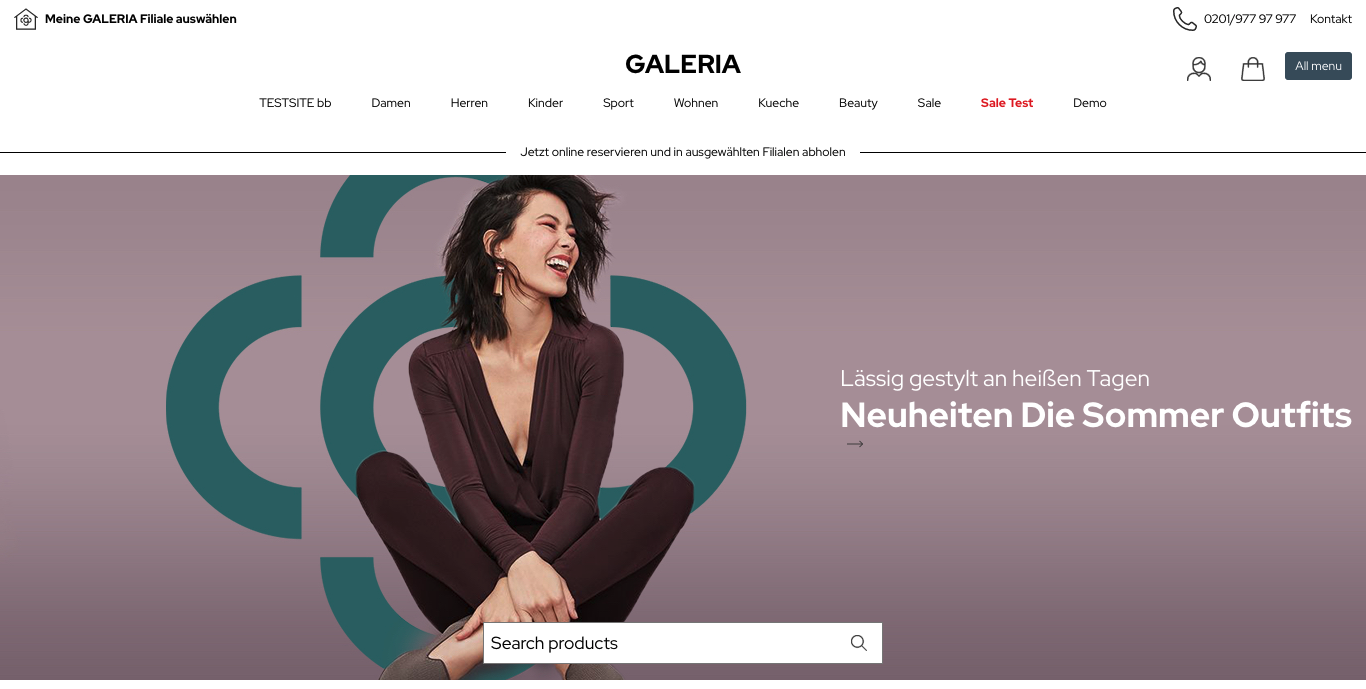 Meine GALERIA Filiale auswählen
0201/977 97 977 Kontakt
GALERIA
All menu
TESTSITE bb Damen Herren Kinder Sport Wohnen Kueche Beauty Sale Sale Test Demo
Jetzt online reservieren und in ausgewählten Filialen abholen
Lässig gestylt an heißen Tagen
Neuheiten Die Sommer Outfits
Search products